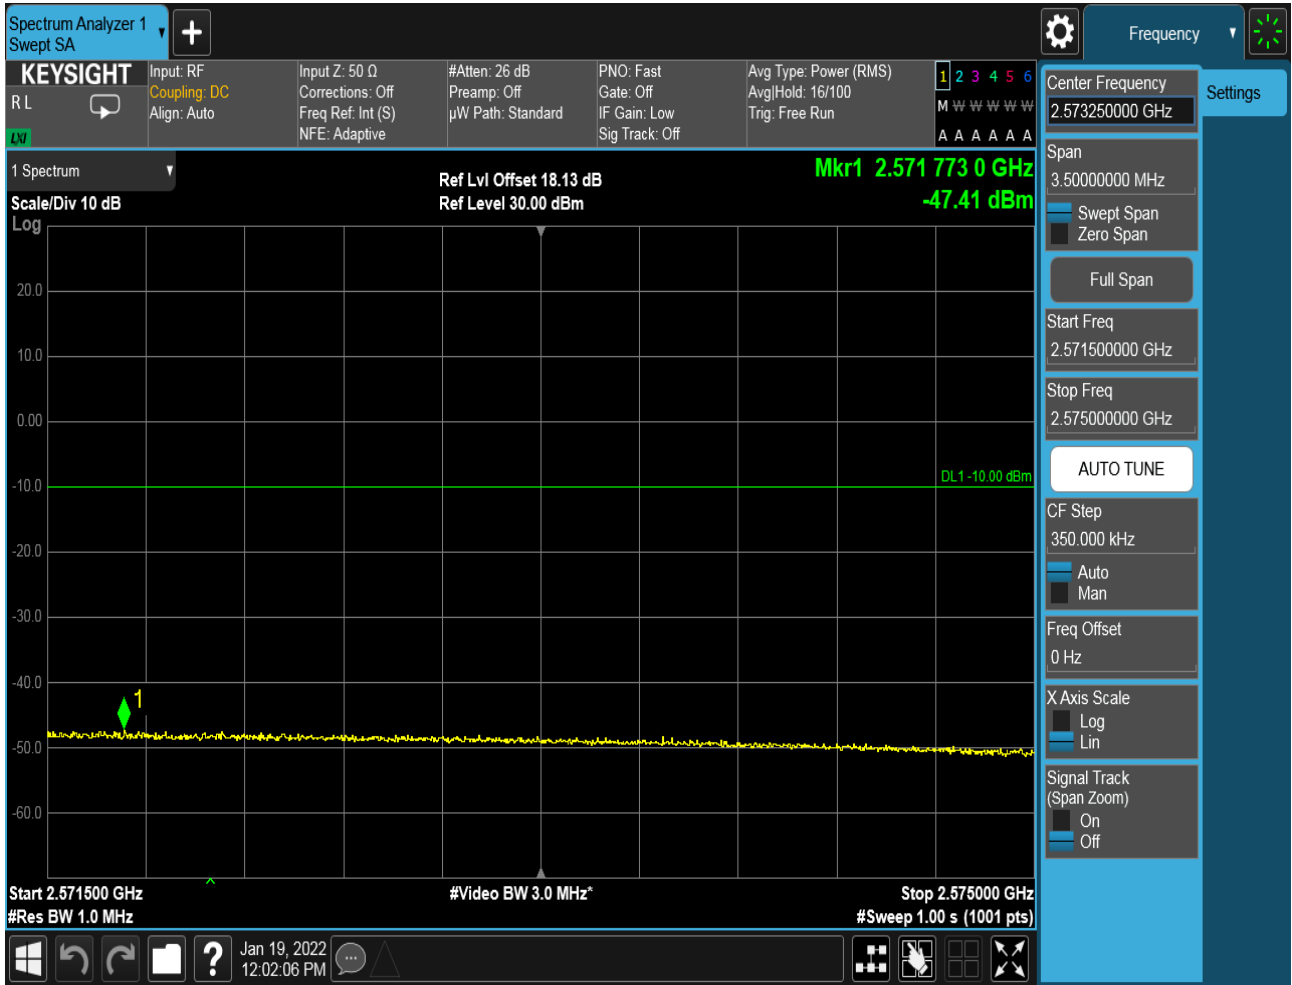 Spectrum Analyzer 1
Swept SA
Frequency
KEYSIGHT
R L
LXI
Input: RF
Coupling: DC
Align: Auto
Input Z: 50 Ω
Corrections: Off
Freq Ref: Int (S)
NFE: Adaptive
#Atten: 26 dB
Preamp: Off
µW Path: Standard
PNO: Fast
Gate: Off
IF Gain: Low
Sig Track: Off
Avg Type: Power (RMS)
Avg|Hold: 16/100
Trig: Free Run
1 2 3 4 5 6
M W W W W W
A A A A A A
1 Spectrum
Scale/Div 10 dB
Log
Ref Lvl Offset 18.13 dB
Ref Level 30.00 dBm
Mkr1 2.571 773 0 GHz
-47.41 dBm
20.0
10.0
0.00
DL1 -10.00 dBm
-10.0
-20.0
-30.0
-40.0
1
-50.0
-60.0
Start 2.571500 GHz
#Video BW 3.0 MHz*
Stop 2.575000 GHz
#Res BW 1.0 MHz
#Sweep 1.00 s (1001 pts)
Center Frequency
2.573250000 GHz
Settings
Span
3.50000000 MHz
Swept Span
Zero Span
Full Span
Start Freq
2.571500000 GHz
Stop Freq
2.575000000 GHz
AUTO TUNE
CF Step
350.000 kHz
Auto
Man
Freq Offset
0 Hz
X Axis Scale
Log
Lin
Signal Track
(Span Zoom)
On
Off
?
Jan 19, 2022
12:02:06 PM